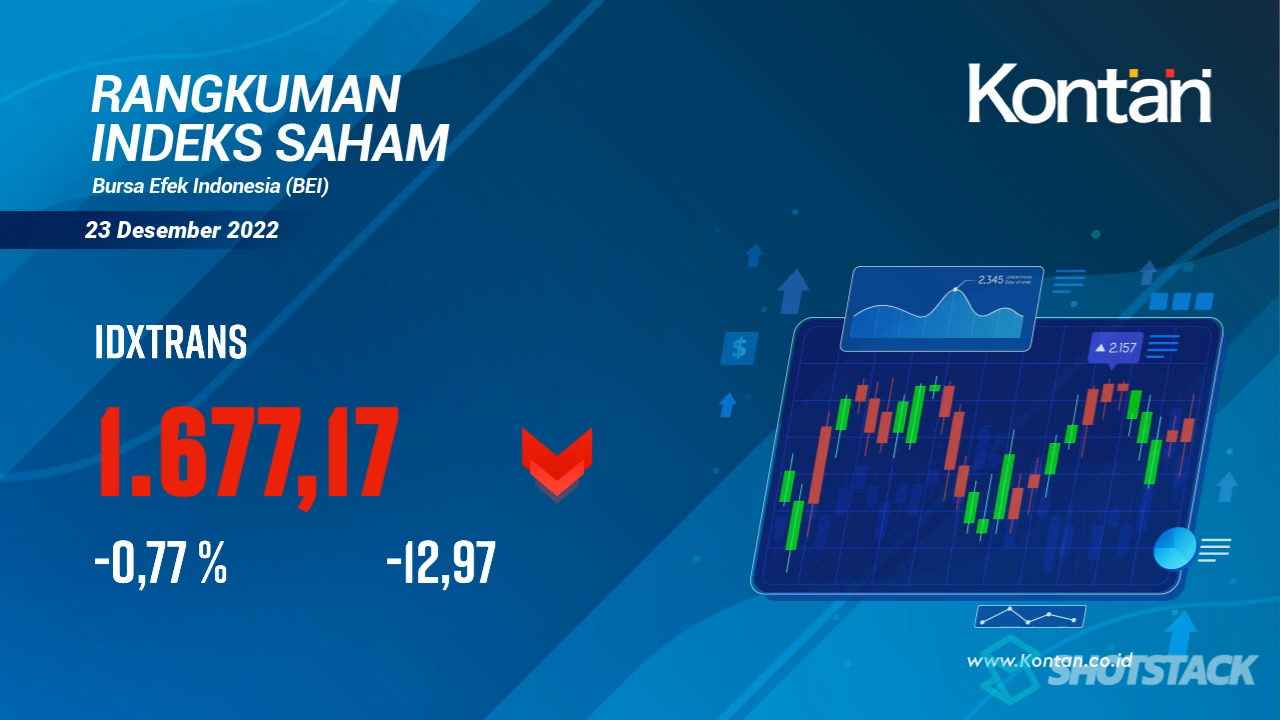 RANGKUMAN
INDEKS SAHAM
Bursa Efek Indonesia (BEI)
23 Desember 2022
Kontan
IDXTRANS
1.677,17
-0,77 %
-12,97
2.345
$
2.157
www.Kontan.co.id
SHOTSTACK